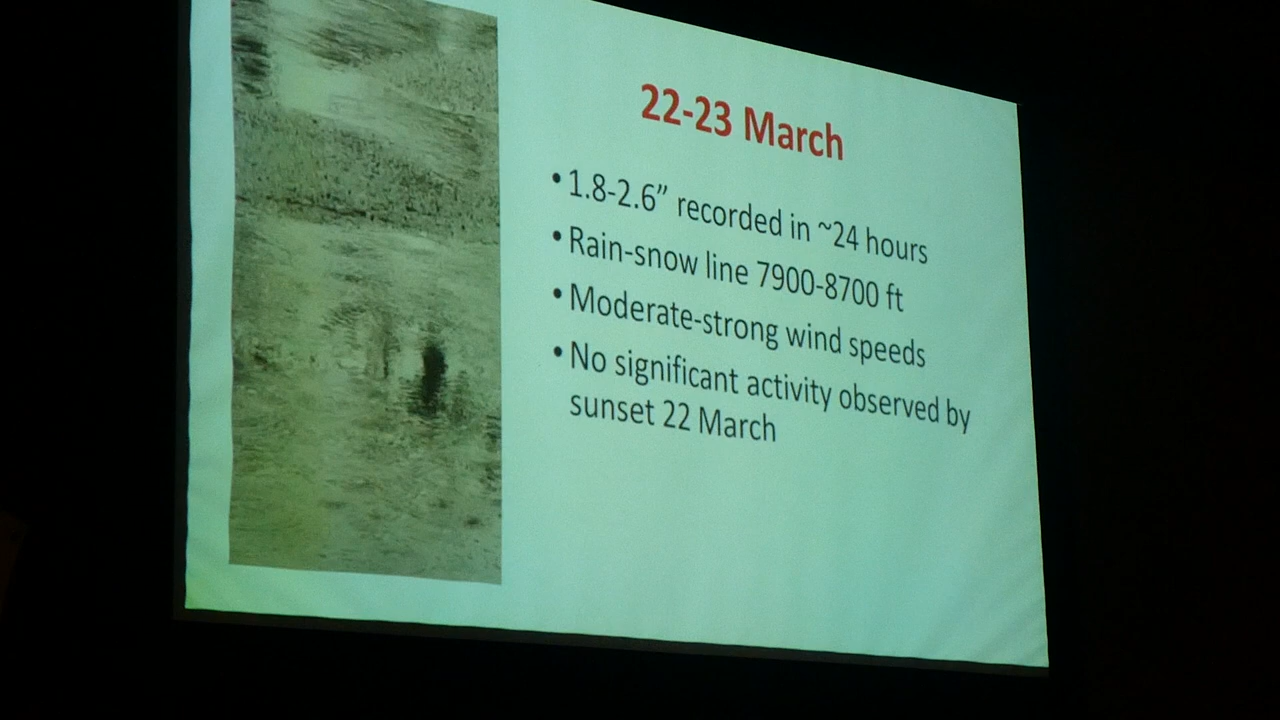 22-23 March
• 1.8-2.6” recorded in ~24 hours
• Rain-snow line 7900-8700 ft
• Moderate-strong wind speeds
• No significant activity observed by
sunset 22 March